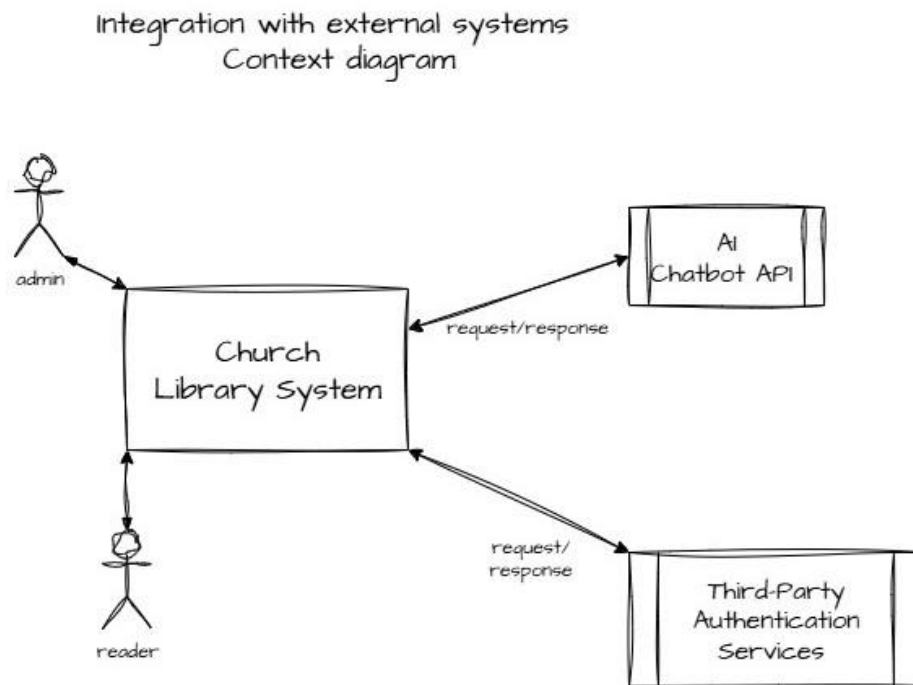 Integration with external systems
Context diagram
admin
AI
Chatbot API
request/response
Church
Library System
request/
response
Third-Party
Authentication
Services
reader